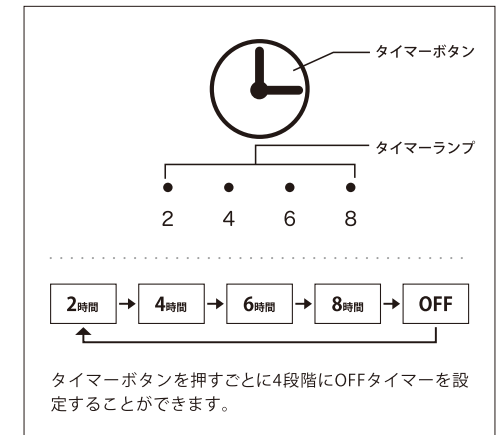 タイマーボタン
タイマーランプ
2 4 6 8
2時間 4時間 6時間 8時間 OFF
タイマーボタンを押すごとに4段階にOFFタイマーを設
定することができます。